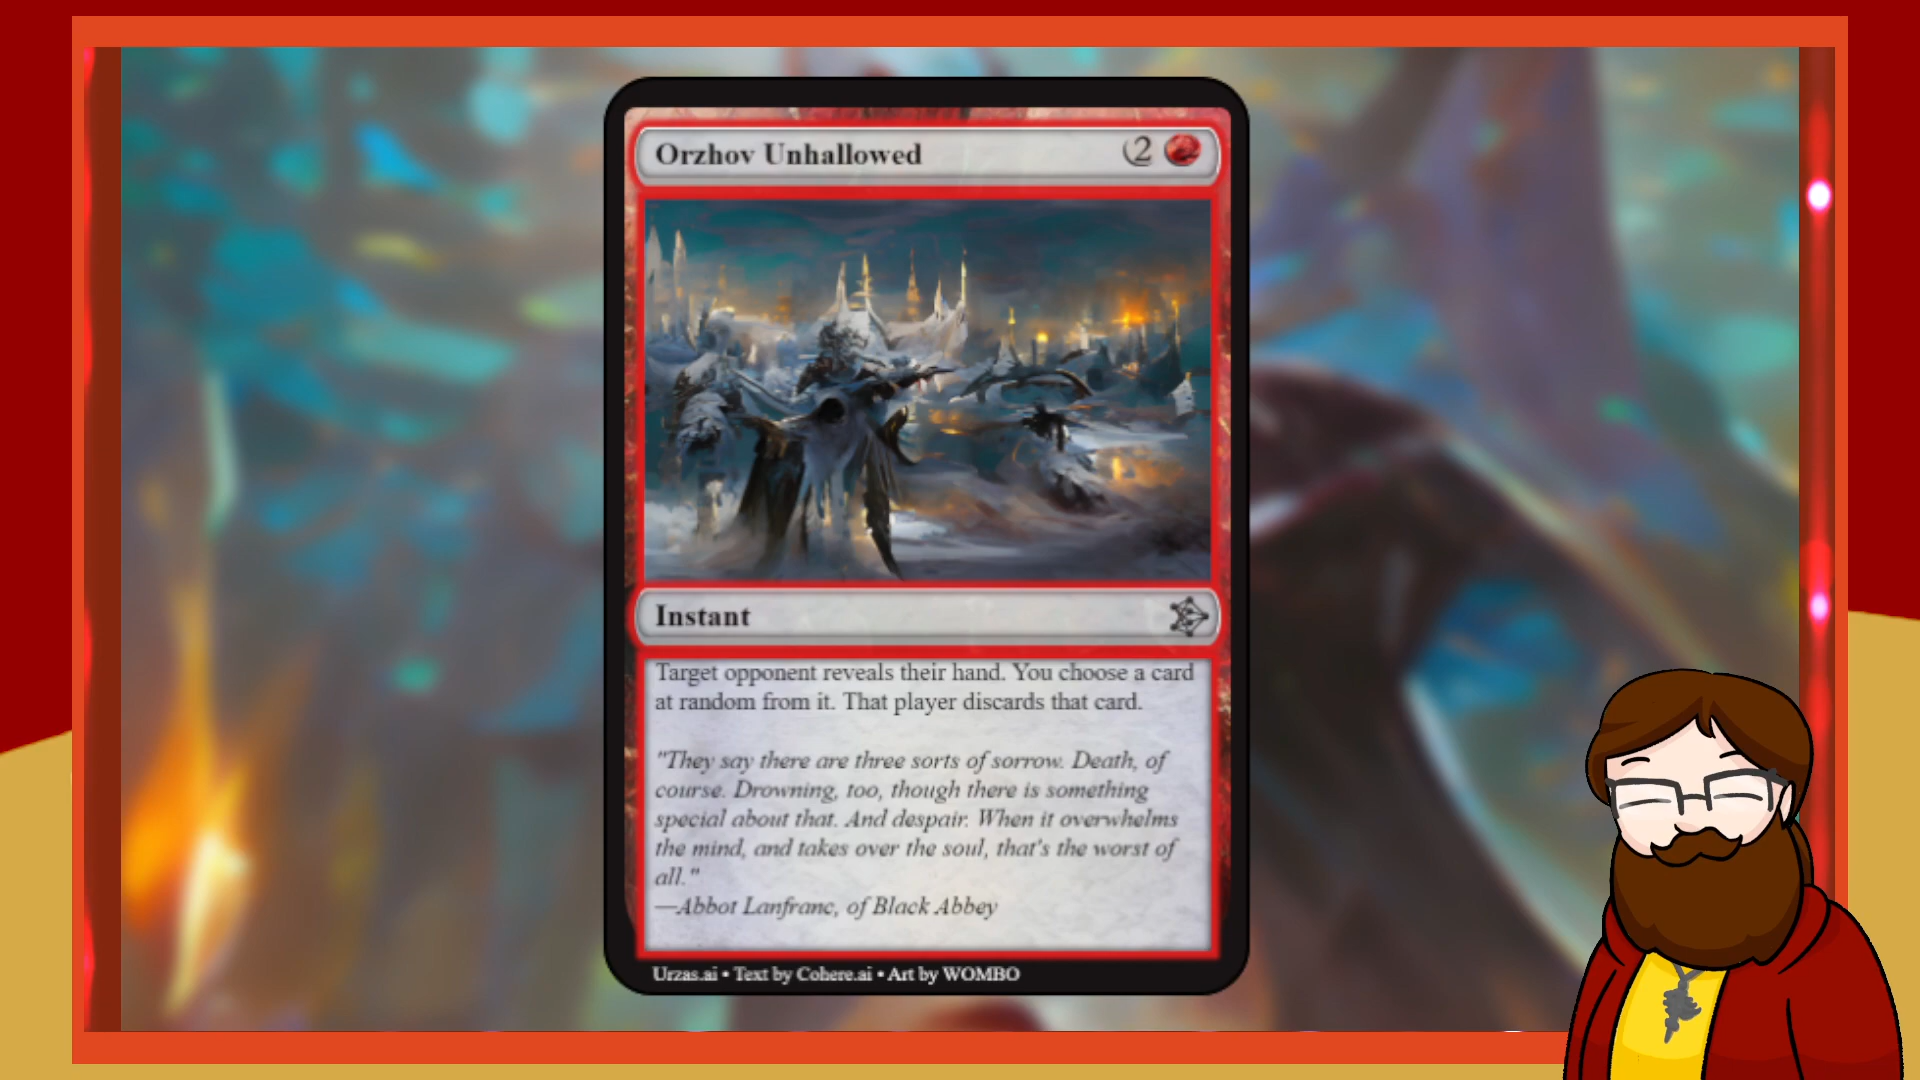 Orzhov Unhallowed 2
Instant
Target opponent reveals their hand. You choose a card
at random from it. That player discards that card.
"They say there are three sorts of sorrow. Death, of
course. Drowning, too, though there is something
special about that. And despair. When it overwhelms
the mind, and takes over the soul, that's the worst of
all."
—Abbot Lanfranc, of Black Abbey
Urzas.ai • Text by Cohere.ai • Art by WOMBO